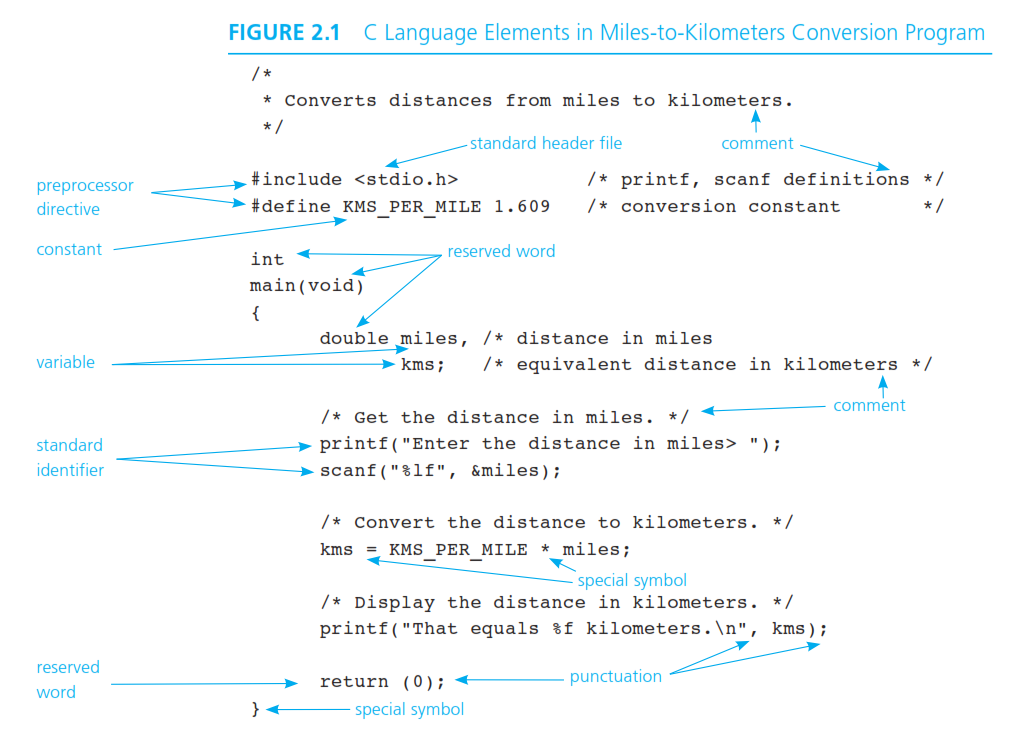 FIGURE 2.1 C Language Elements in Miles-to-Kilometers Conversion Program
/*
* Converts distances from miles to kilometers.
*/
standard header file comment
preprocessor
directive
#include <stdio.h> /* printf, scanf definitions */
#define KMS_PER_MILE 1.609 /* conversion constant */
constant
reserved word
int
main(void)
{
double miles, /* distance in miles
variable
kms; /* equivalent distance in kilometers */
comment
/* Get the distance in miles. */
standard
identifier
printf("Enter the distance in miles> ");
scanf("%lf", &miles);
/* Convert the distance to kilometers. */
kms = KMS_PER_MILE * miles;
special symbol
/* Display the distance in kilometers. */
printf("That equals %f kilometers.\n", kms);
reserved
word
return (0);
punctuation
}
special symbol